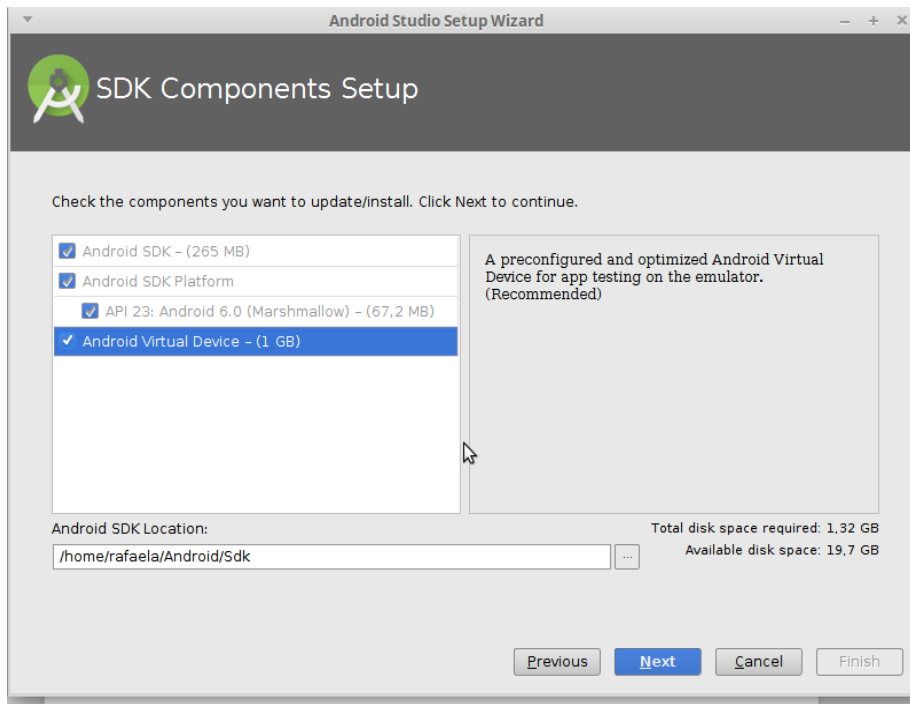 Android Studio Setup Wizard
SDK Components Setup
Check the components you want to update/install. Click Next to continue.
Android SDK – (265 MB)
Android SDK Platform
API 23: Android 6.0 (Marshmallow) – (67,2 MB)
Android Virtual Device – (1 GB)
A preconfigured and optimized Android Virtual
Device for app testing on the emulator.
(Recommended)
Android SDK Location:
Total disk space required: 1,32 GB
/home/rafaela/Android/Sdk
...
Available disk space: 19,7 GB
Previous
Next
Cancel
Finish